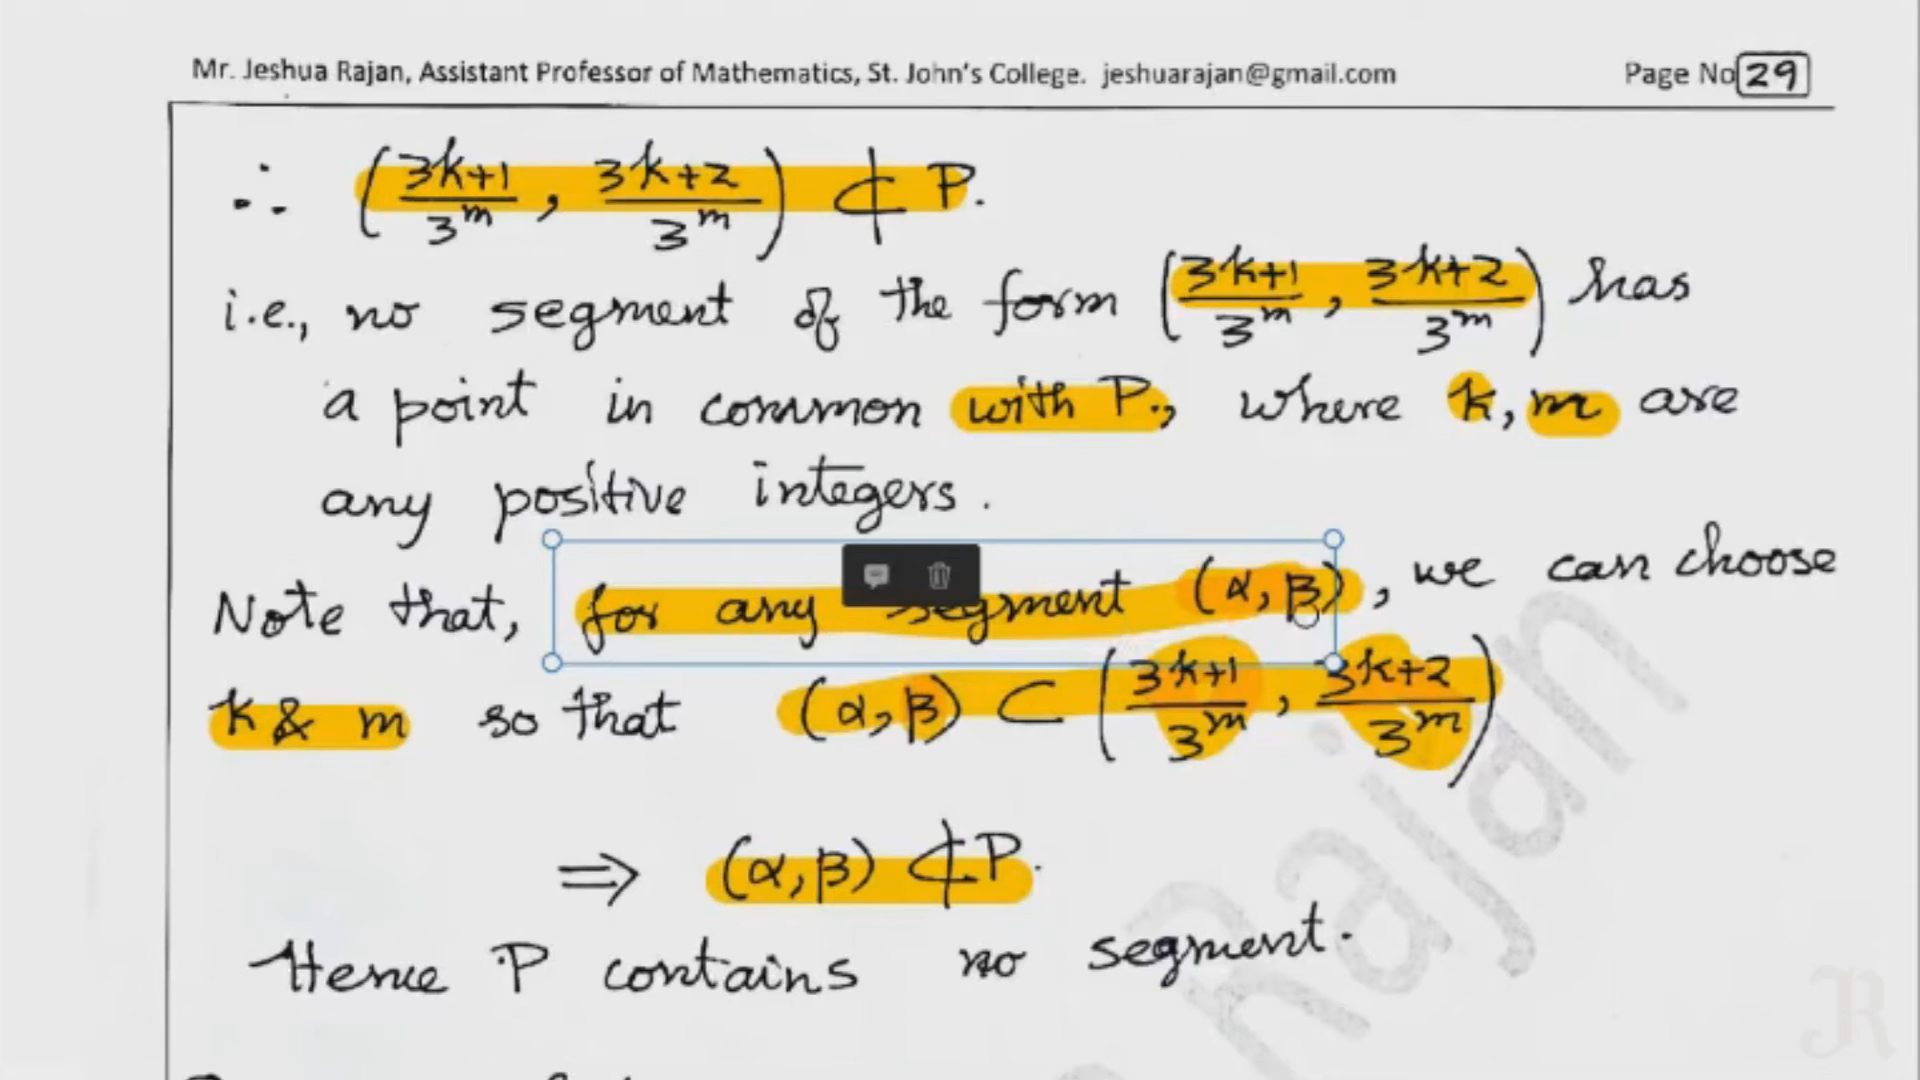 Mr. Jeshua Rajan, Assistant Professor of Mathematics, St. John's College. jeshuarajan@gmail.com Page No 29
∴ (3k+1/3^m, 3k+2/3^m) ⊄ P.
i.e., no segment of the form (3k+1/3^m, 3k+2/3^m) has
a point in common with P., where k, m are
any positive integers.
Note that, for any segment (α, β), we can choose
k & m so that (α, β) ⊂ (3k+1/3^m, 3k+2/3^m)
⇒ (α, β) ⊄ P.
Hence P contains no segment.
Rajan
JR